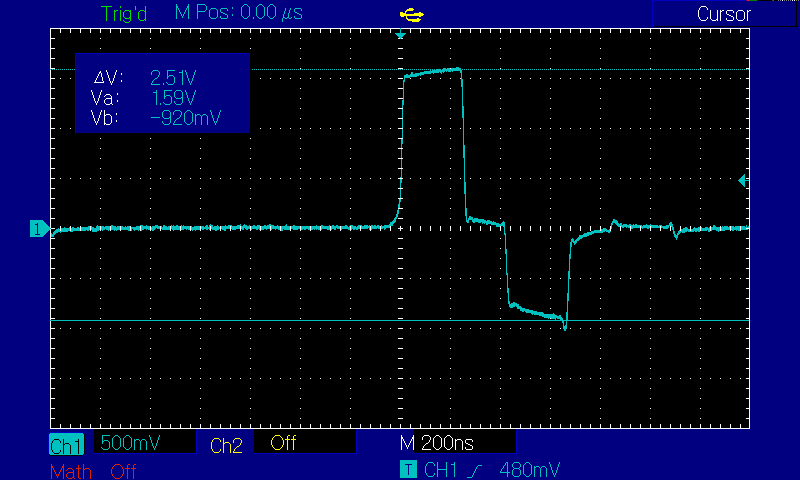 Trig'd M Pos: 0.00 μs Cursor
ΔV: 2.51V
Va: 1.59V
Vb: -920mV
1
Ch1 500mV Ch2 Off M 200ns
Math Off T CH1 480mV